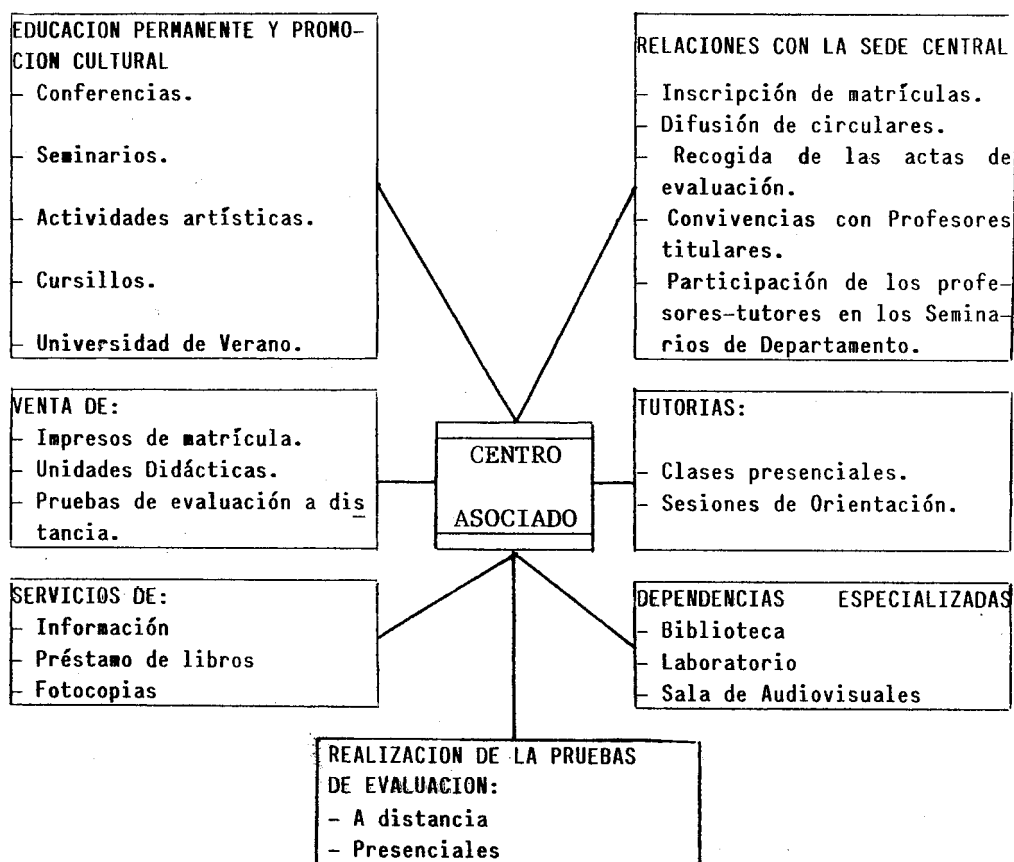 EDUCACION PERMANENTE Y PROMO–
CION CULTURAL
– Conferencias.
– Seminarios.
– Actividades artísticas.
– Cursillos.
– Universidad de Verano.
RELACIONES CON LA SEDE CENTRAL
– Inscripción de matrículas.
– Difusión de circulares.
– Recogida de las actas de
evaluación.
– Convivencias con Profesores
titulares.
– Participación de los profe–
sores–tutores en los Semina–
rios de Departamento.
VENTA DE:
– Impresos de matrícula.
– Unidades Didácticas.
– Pruebas de evaluación a dis
tancia.
CENTRO
ASOCIADO
TUTORIAS:
– Clases presenciales.
– Sesiones de Orientación.
SERVICIOS DE:
– Información
– Préstamo de libros
– Fotocopias
DEPENDENCIAS ESPECIALIZADAS
– Biblioteca
– Laboratorio
– Sala de Audiovisuales
REALIZACION DE LA PRUEBAS
DE EVALUACION:
– A distancia
– Presenciales